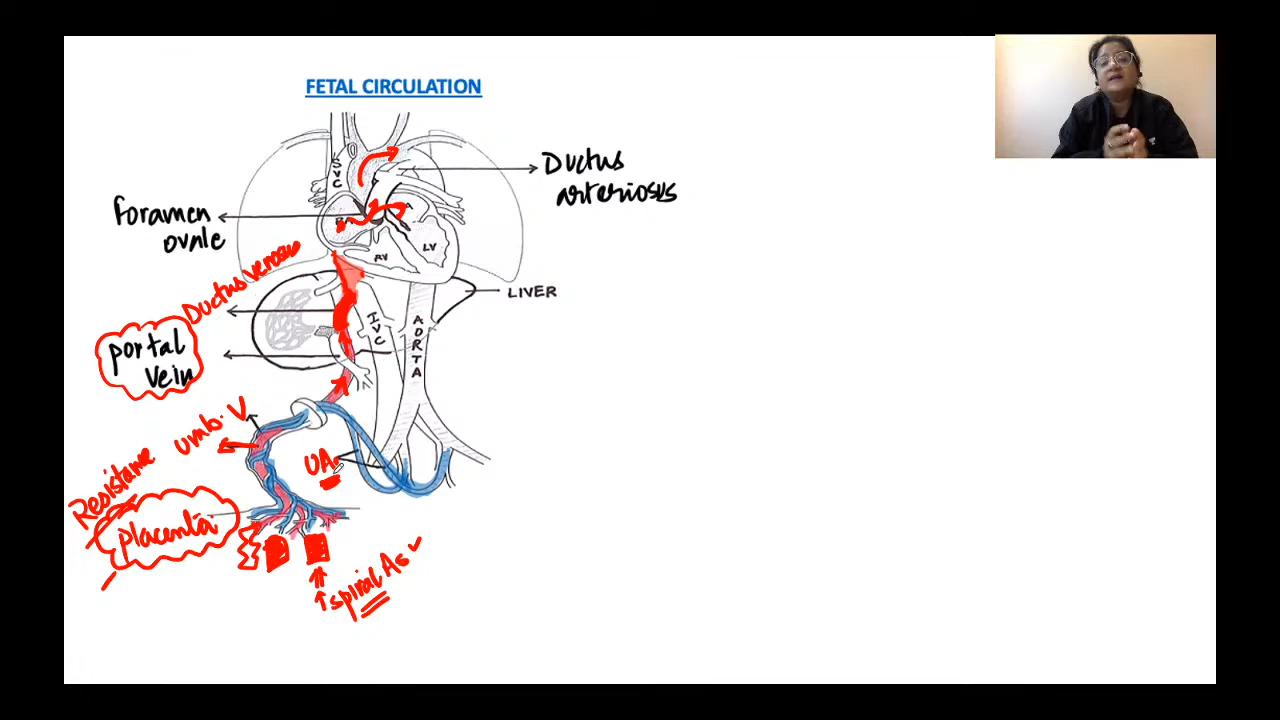 FETAL CIRCULATION
SVC
Ductus
arteriosus
foramen
ovale
RA
A
LV
RV
Ductus Venosus
LIVER
IVC
AORTA
portal
vein
umb. V
Resistance
UA
placenta
spiral As